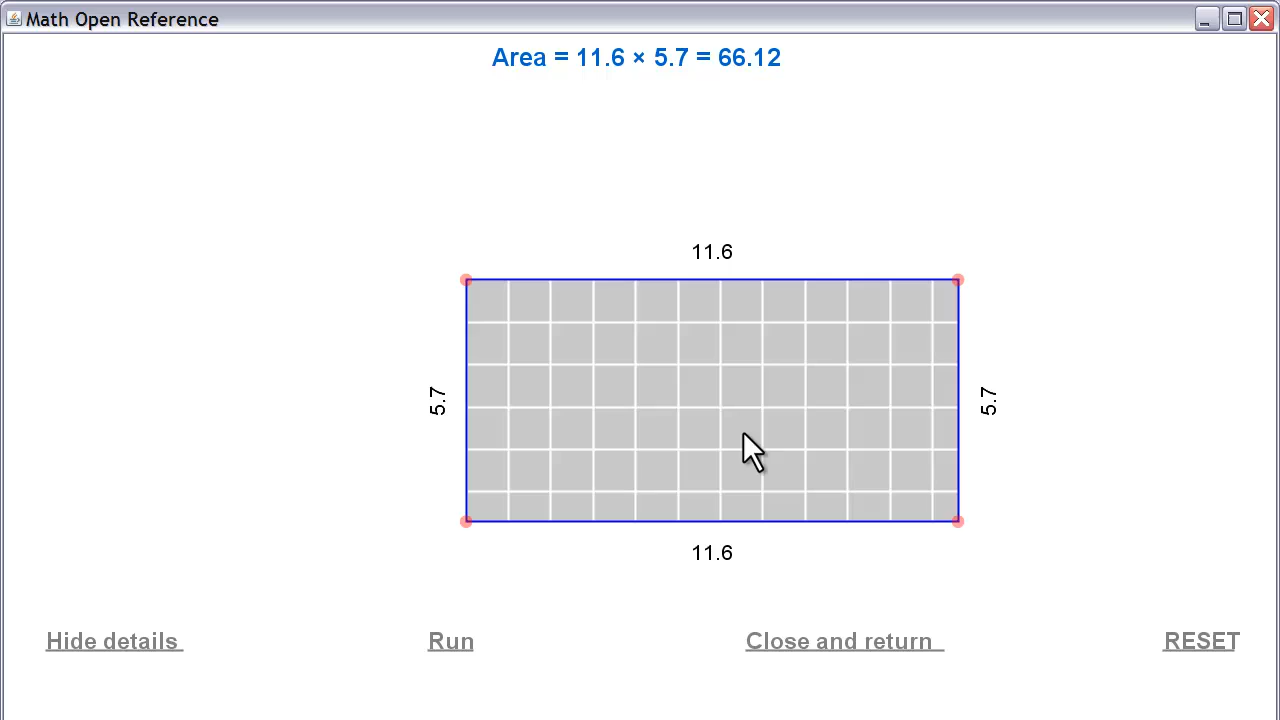 Math Open Reference
Area = 11.6 × 5.7 = 66.12
11.6
5.7
5.7
11.6
Hide details
Run
Close and return
RESET